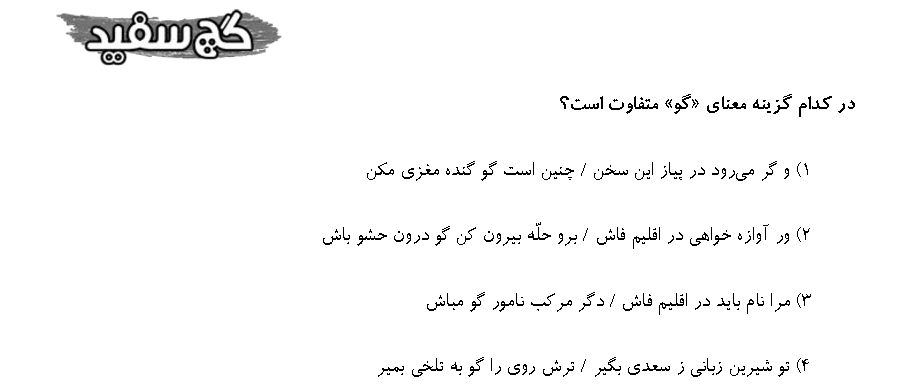 گچ سفید
در کدام گزینه معنای «گو» متفاوت است؟
۱) و گر می‌رود در پیاز این سخن / چنین است گو گنده مغزی مکن
۲) ور آوازه خواهی در اقلیم فاش / برو حلّه بیرون کن گو درون حشو باش
۳) مرا نام باید در اقلیم فاش / دگر مرکب نامور گو مباش
۴) تو شیرین زبانی ز سعدی بگیر / ترش روی را گو به تلخی بمیر